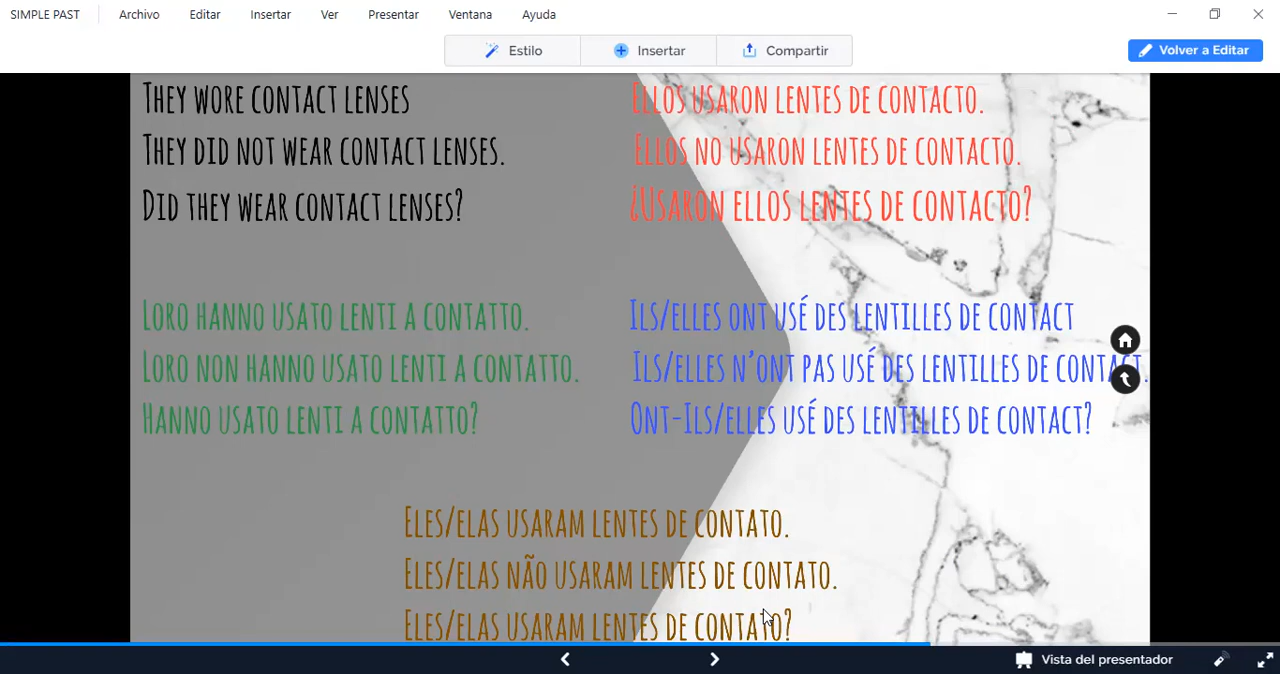 SIMPLE PAST Archivo Editar Insertar Ver Presentar Ventana Ayuda
Estilo Insertar Compartir Volver a Editar
They wore contact lenses
They did not wear contact lenses.
Did they wear contact lenses?
Ellos usaron lentes de contacto.
Ellos no usaron lentes de contacto.
¿Usaron ellos lentes de contacto?
Loro hanno usato lenti a contatto.
Loro non hanno usato lenti a contatto.
Hanno usato lenti a contatto?
Ils/elles ont usé des lentilles de contact
Ils/elles n’ont pas usé des lentilles de contact.
Ont-Ils/elles usé des lentilles de contact?
Eles/elas usaram lentes de contato.
Eles/elas não usaram lentes de contato.
Eles/elas usaram lentes de contato?
Vista del presentador